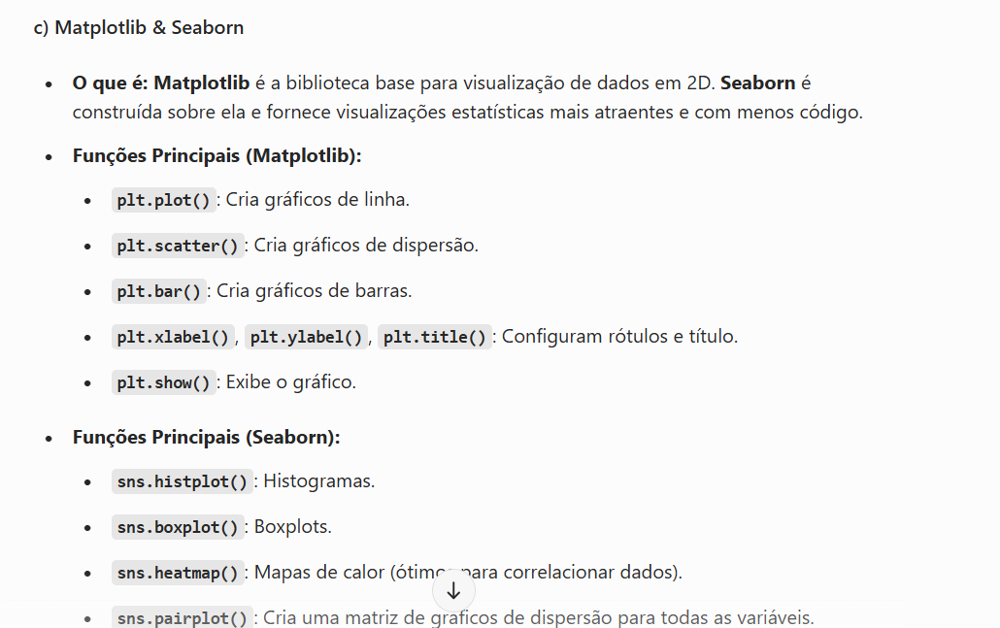 c) Matplotlib & Seaborn
O que é: Matplotlib é a biblioteca base para visualização de dados em 2D. Seaborn é
construída sobre ela e fornece visualizações estatísticas mais atraentes e com menos código.
Funções Principais (Matplotlib):
plt.plot(): Cria gráficos de linha.
plt.scatter(): Cria gráficos de dispersão.
plt.bar(): Cria gráficos de barras.
plt.xlabel(), plt.ylabel(), plt.title(): Configuram rótulos e título.
plt.show(): Exibe o gráfico.
Funções Principais (Seaborn):
sns.histplot(): Histogramas.
sns.boxplot(): Boxplots.
sns.heatmap(): Mapas de calor (ótimos para correlacionar dados).
sns.pairplot(): Cria uma matriz de gráficos de dispersão para todas as variáveis.